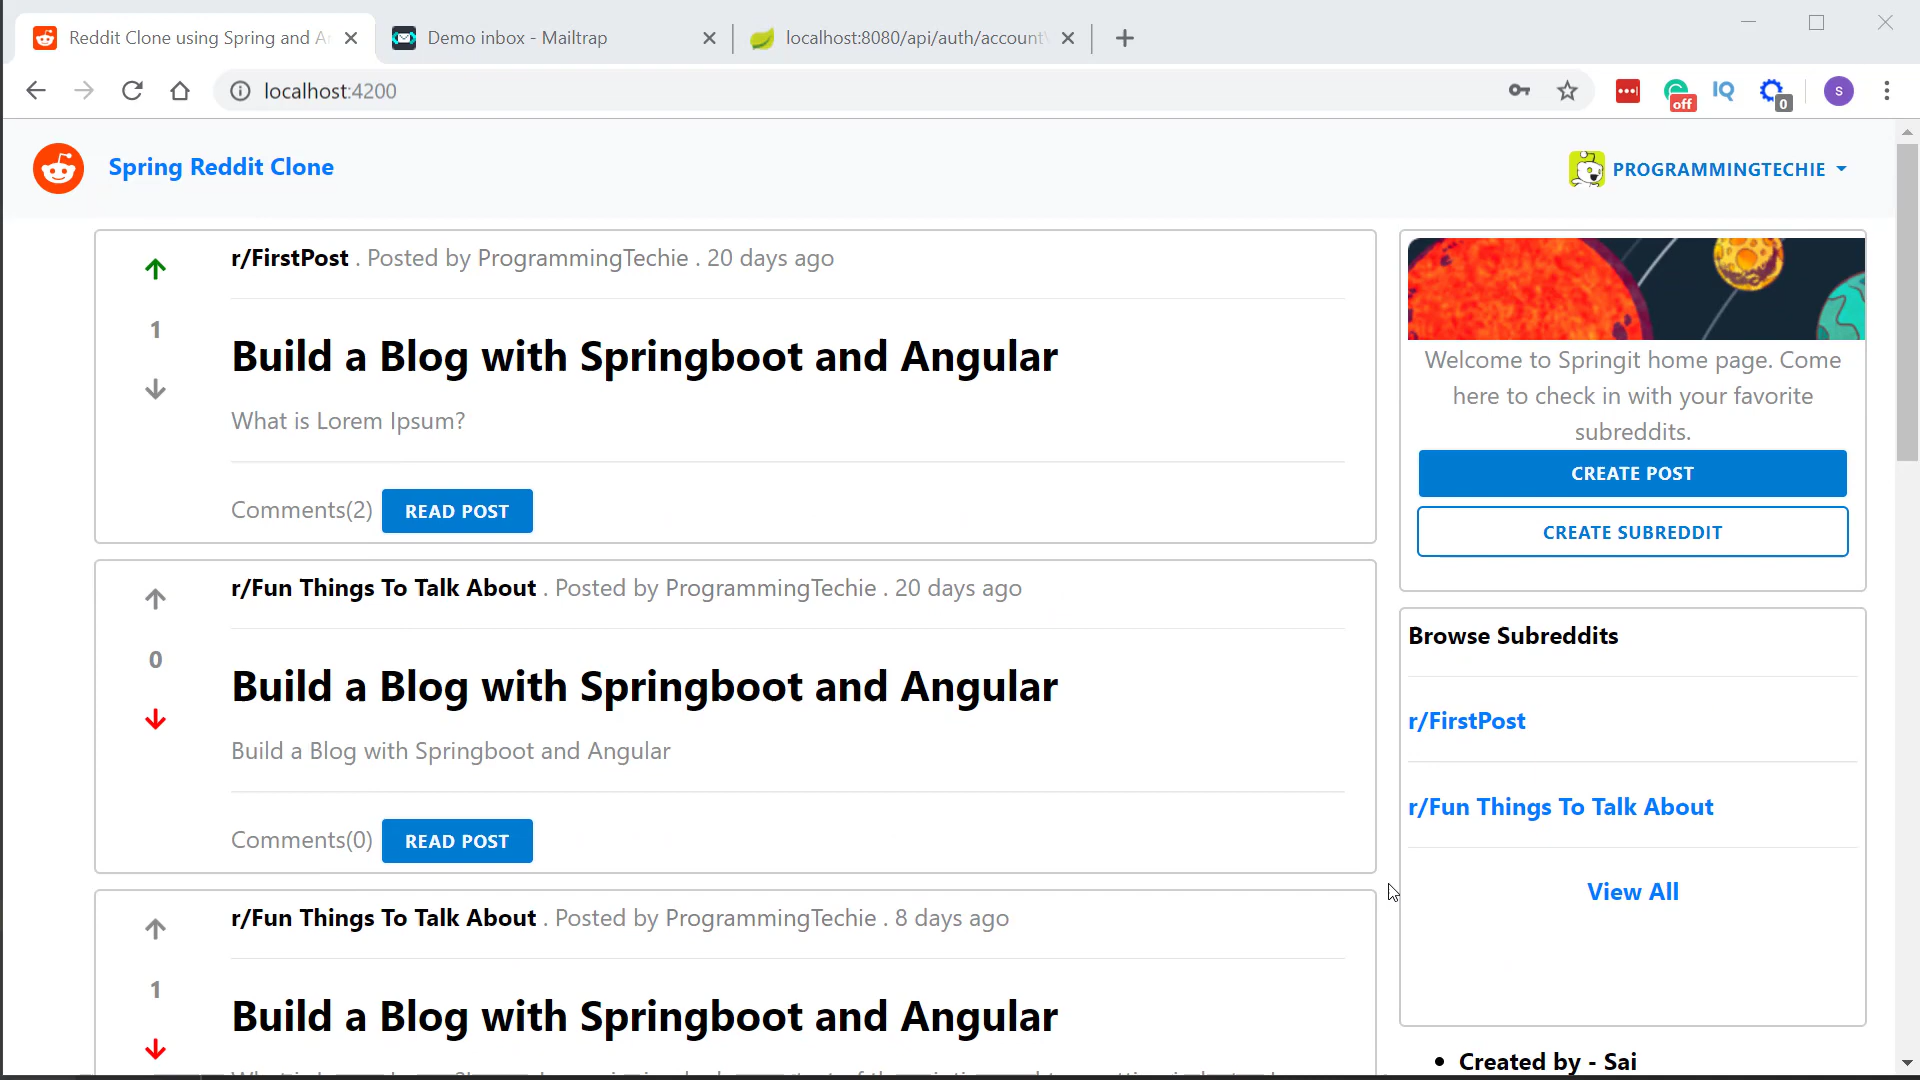 Reddit Clone using Spring and A
Demo inbox - Mailtrap
localhost:8080/api/auth/account
localhost:4200
off
IQ
0
S
Spring Reddit Clone
PROGRAMMINGTECHIE
r/FirstPost . Posted by ProgrammingTechie . 20 days ago
1
Build a Blog with Springboot and Angular
What is Lorem Ipsum?
Comments(2) READ POST
r/Fun Things To Talk About . Posted by ProgrammingTechie . 20 days ago
0
Build a Blog with Springboot and Angular
Build a Blog with Springboot and Angular
Comments(0) READ POST
r/Fun Things To Talk About . Posted by ProgrammingTechie . 8 days ago
1
Build a Blog with Springboot and Angular
Welcome to Springit home page. Come
here to check in with your favorite
subreddits.
CREATE POST
CREATE SUBREDDIT
Browse Subreddits
r/FirstPost
r/Fun Things To Talk About
View All
• Created by - Sai